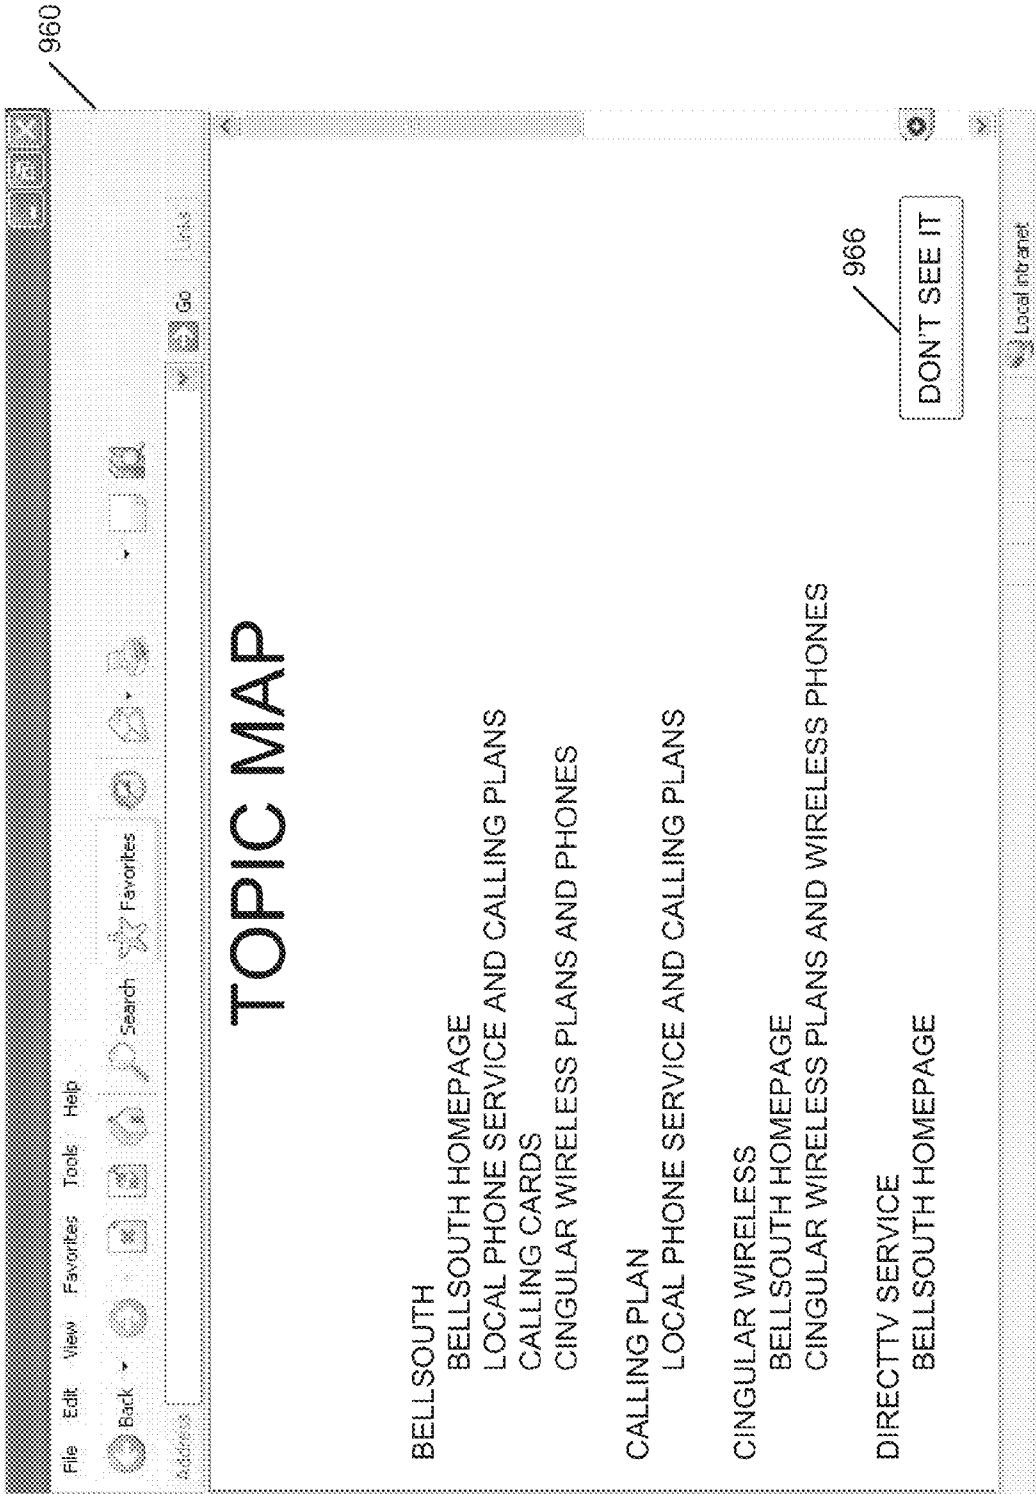 960
File Edit View Favorites Tools Help
Back Search Favorites
Address Go Links
TOPIC MAP
BELLSOUTH
BELLSOUTH HOMEPAGE
LOCAL PHONE SERVICE AND CALLING PLANS
CALLING CARDS
CINGULAR WIRELESS PLANS AND PHONES
CALLING PLAN
LOCAL PHONE SERVICE AND CALLING PLANS
CINGULAR WIRELESS
BELLSOUTH HOMEPAGE
CINGULAR WIRELESS PLANS AND WIRELESS PHONES
DIRECTTV SERVICE
BELLSOUTH HOMEPAGE
966
DON'T SEE IT
Local intranet